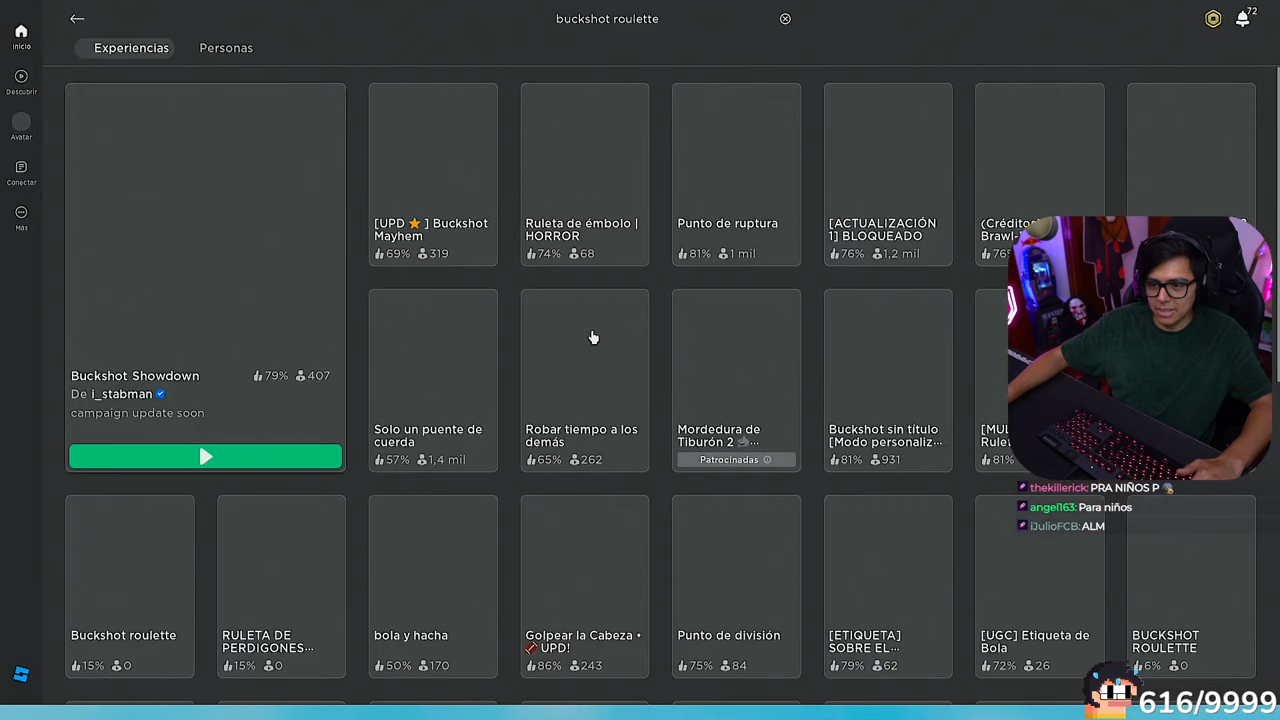 buckshot roulette
72
Inicio
Experiencias
Personas
Descubrir
Avatar
Conectar
Más
[UPD ⭐ ] Buckshot
Mayhem
69% 319
Ruleta de émbolo |
HORROR
74% 68
Punto de ruptura
81% 1 mil
[ACTUALIZACIÓN
1] BLOQUEADO
76% 1,2 mil
(Crédito
Brawl-
Buckshot Showdown
79% 407
De i_stabman
campaign update soon
Solo un puente de
cuerda
57% 1,4 mil
Robar tiempo a los
demás
65% 262
Mordedura de
Tiburón 2 🦈…
Patrocinadas
Buckshot sin título
[Modo personaliz…
81% 931
[MUL
Rule
81%
thekillerick: PRA NIÑOS P
angel163: Para niños
iJulioFCB: ALM
Buckshot roulette
15% 0
RULETA DE
PERDIGONES…
15% 0
bola y hacha
50% 170
Golpear la Cabeza •
🏈 UPD!
86% 243
Punto de división
75% 84
[ETIQUETA]
SOBRE EL…
79% 62
[UGC] Etiqueta de
Bola
72% 26
BUCKSHOT
ROULETTE
6% 0
616/9999